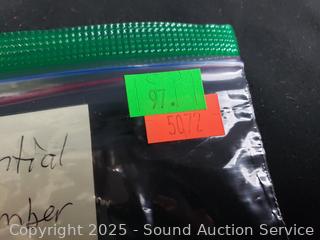 97.
5072
ntial
mber
Copyright 2025 - Sound Auction Service